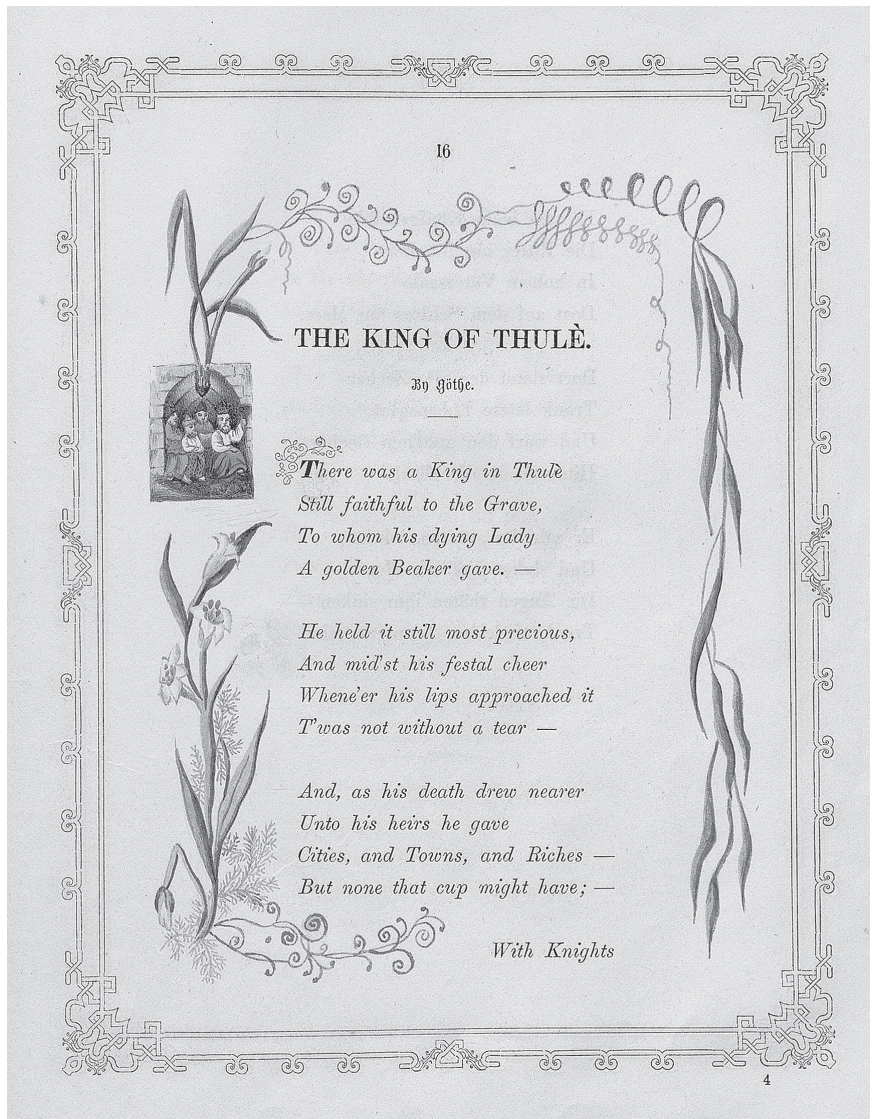 16
THE KING OF THULÈ.
By Göthe.
There was a King in Thulè
Still faithful to the Grave,
To whom his dying Lady
A golden Beaker gave. —
He held it still most precious,
And mid'st his festal cheer
Whene'er his lips approached it
T'was not without a tear —
And, as his death drew nearer
Unto his heirs he gave
Cities, and Towns, and Riches —
But none that cup might have; —
With Knights
4